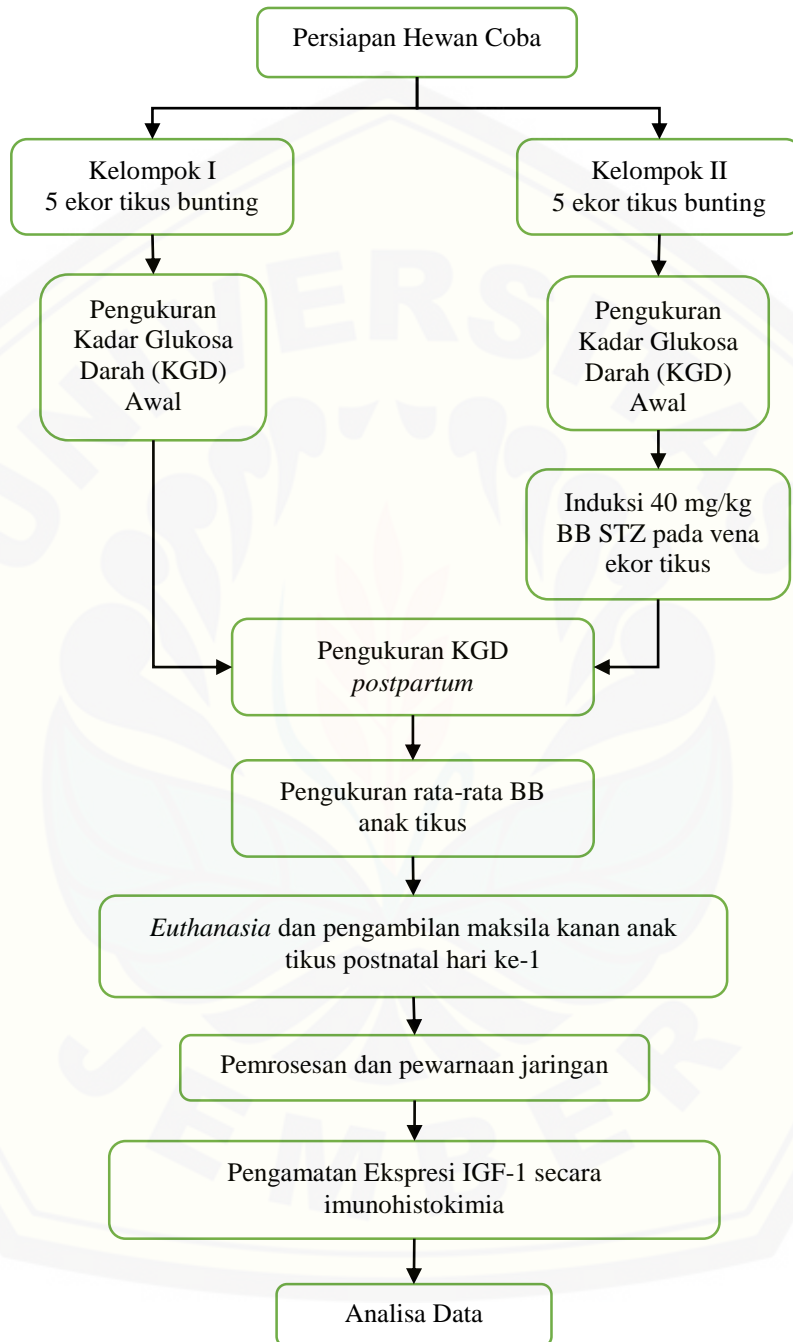 Persiapan Hewan Coba
Kelompok I
5 ekor tikus bunting
Kelompok II
5 ekor tikus bunting
Pengukuran
Kadar Glukosa
Darah (KGD)
Awal
Pengukuran
Kadar Glukosa
Darah (KGD)
Awal
Induksi 40 mg/kg
BB STZ pada vena
ekor tikus
Pengukuran KGD
postpartum
Pengukuran rata-rata BB
anak tikus
Euthanasia dan pengambilan maksila kanan anak
tikus postnatal hari ke-1
Pemrosesan dan pewarnaan jaringan
Pengamatan Ekspresi IGF-1 secara
imunohistokimia
Analisa Data
UNIVERSITAS
JEMBER